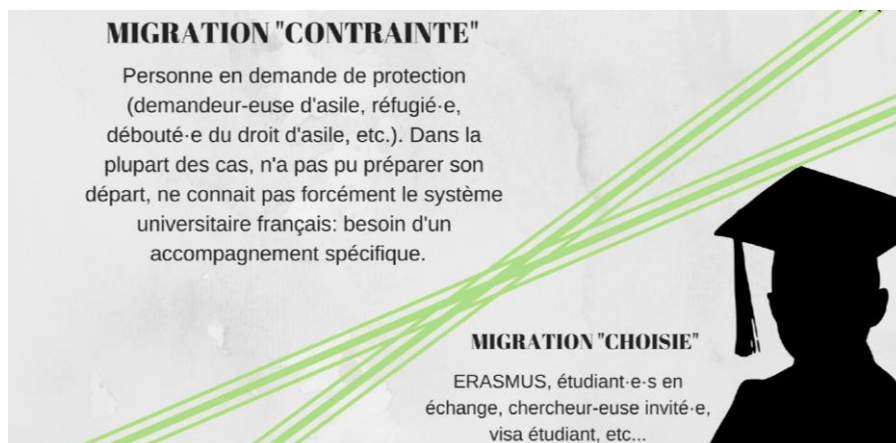 MIGRATION "CONTRAINTE"
Personne en demande de protection
(demandeur-euse d'asile, réfugié·e,
débouté·e du droit d'asile, etc.). Dans la
plupart des cas, n'a pas pu préparer son
départ, ne connait pas forcément le système
universitaire français: besoin d'un
accompagnement spécifique.
MIGRATION "CHOISIE"
ERASMUS, étudiant·e·s en
échange, chercheur-euse invité·e,
visa étudiant, etc...